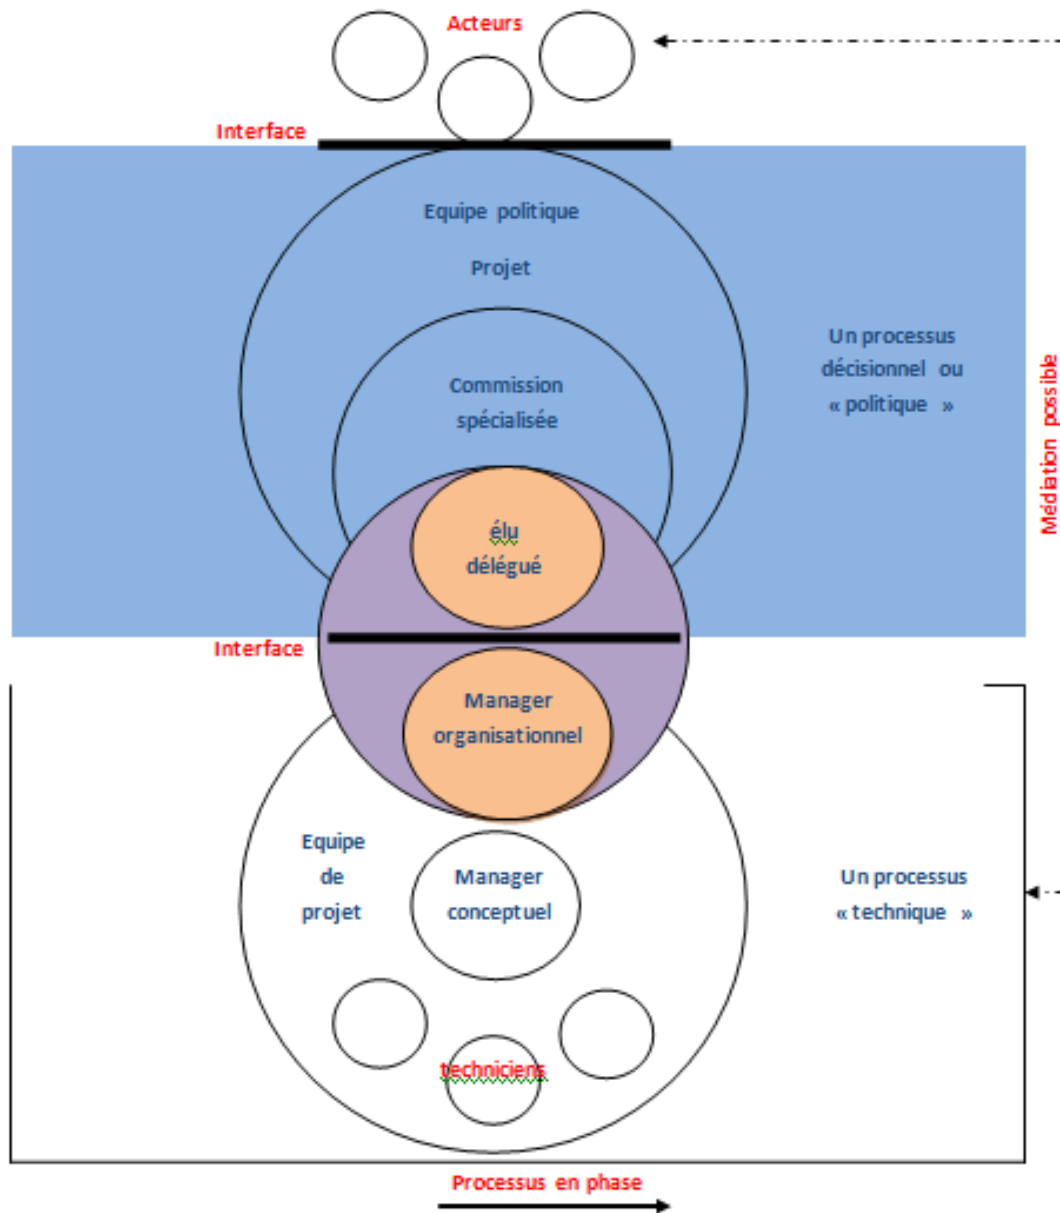 Acteurs
Interface
Equipe politique
Projet
Un processus
décisionnel ou
« politique »
Médiation possible
Commission
spécialisée
élu
délégué
Interface
Manager
organisationnel
Equipe
de
projet
Manager
conceptuel
Un processus
« technique »
techniciens
Processus en phase